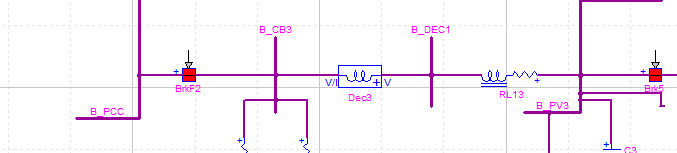 B_CB3
B_DEC1
+
V/I
+
V
+
+
BrkF2
Dec3
RL13
Brk5
B_PCC
B_PV3
+
+
+
C3